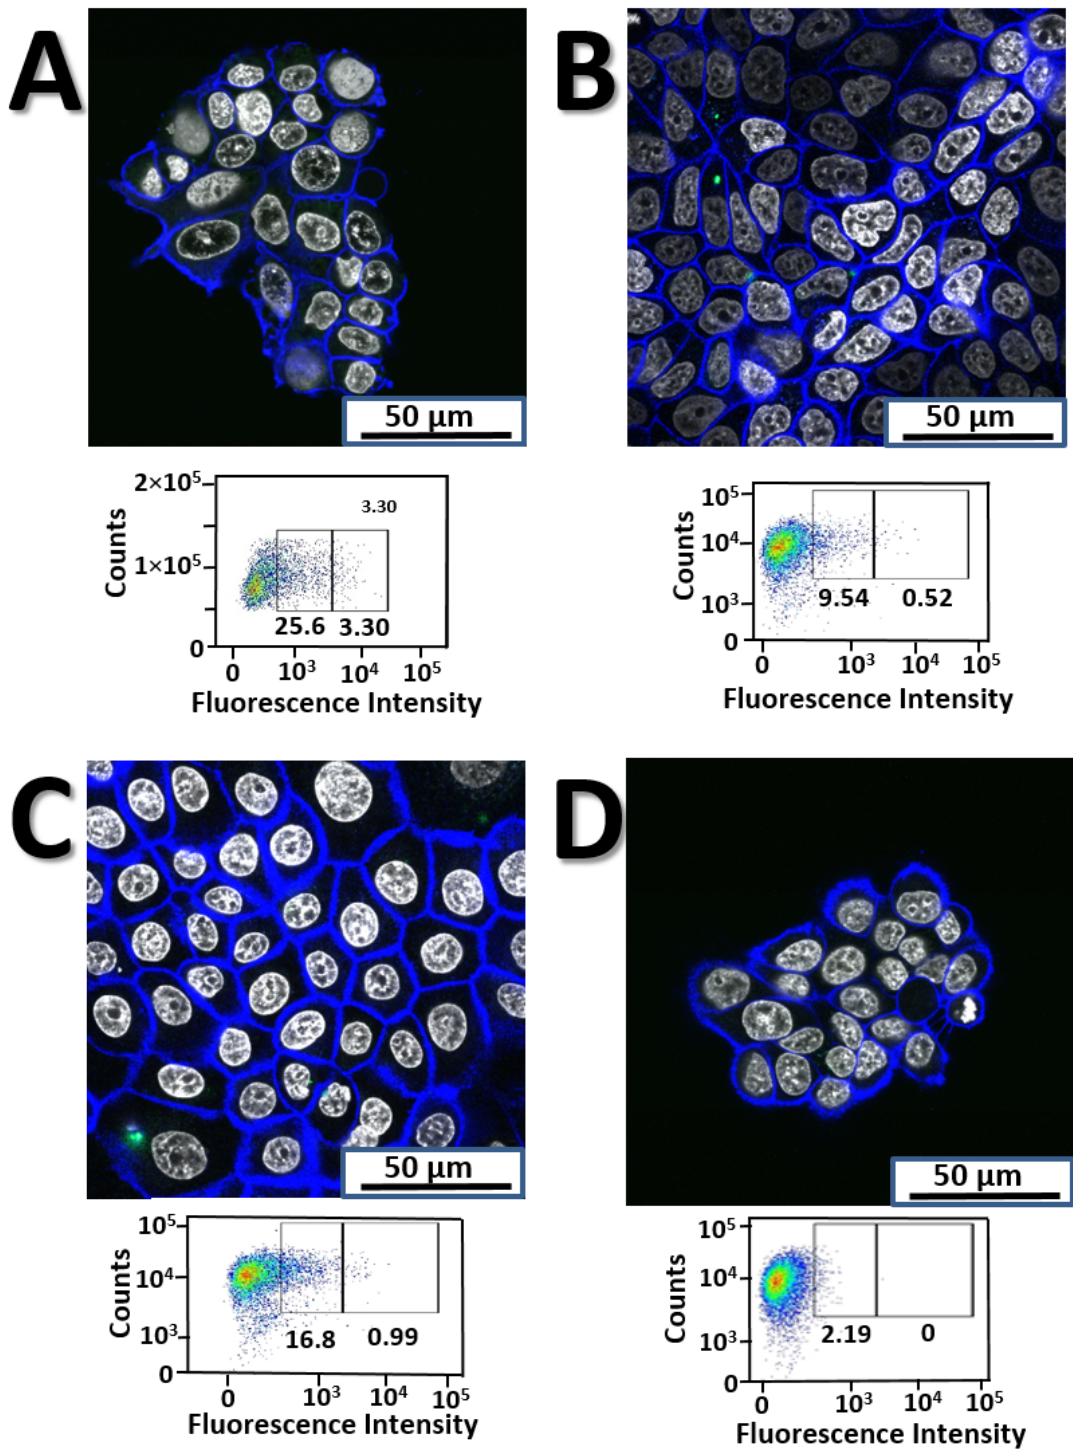 A
B
50 µm
50 µm
2×10⁵
1×10⁵
0
Counts
3.30
25.6
3.30
0
10³
10⁴
10⁵
Fluorescence Intensity
10⁵
10⁴
10³
0
Counts
9.54
0.52
0
10³
10⁴
10⁵
Fluorescence Intensity
C
D
50 µm
50 µm
10⁵
10⁴
10³
0
Counts
16.8
0.99
0
10³
10⁴
10⁵
Fluorescence Intensity
10⁵
10⁴
10³
0
Counts
2.19
0
0
10³
10⁴
10⁵
Fluorescence Intensity